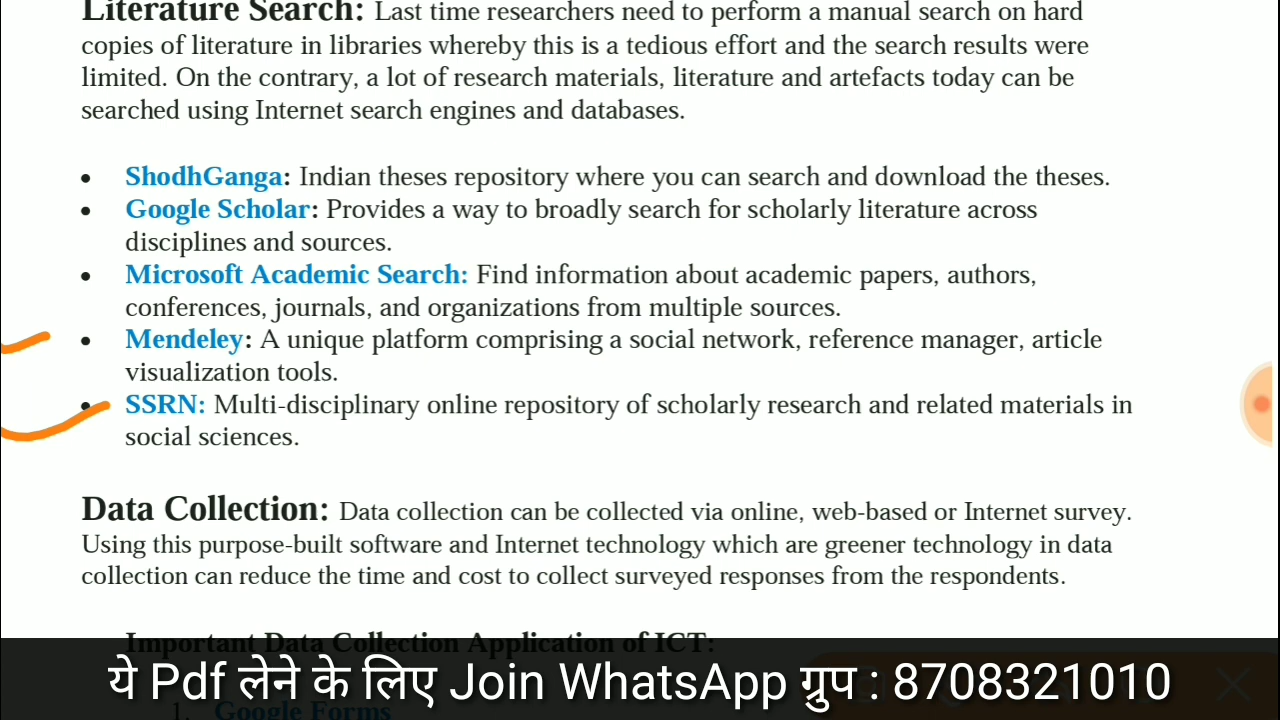 Literature Search: Last time researchers need to perform a manual search on hard
copies of literature in libraries whereby this is a tedious effort and the search results were
limited. On the contrary, a lot of research materials, literature and artefacts today can be
searched using Internet search engines and databases.
• ShodhGanga: Indian theses repository where you can search and download the theses.
• Google Scholar: Provides a way to broadly search for scholarly literature across
disciplines and sources.
• Microsoft Academic Search: Find information about academic papers, authors,
conferences, journals, and organizations from multiple sources.
• Mendeley: A unique platform comprising a social network, reference manager, article
visualization tools.
• SSRN: Multi-disciplinary online repository of scholarly research and related materials in
social sciences.
Data Collection: Data collection can be collected via online, web-based or Internet survey.
Using this purpose-built software and Internet technology which are greener technology in data
collection can reduce the time and cost to collect surveyed responses from the respondents.
Important Data Collection Application of ICT:
ये Pdf लेने के लिए Join WhatsApp ग्रुप : 8708321010
1. Google Forms